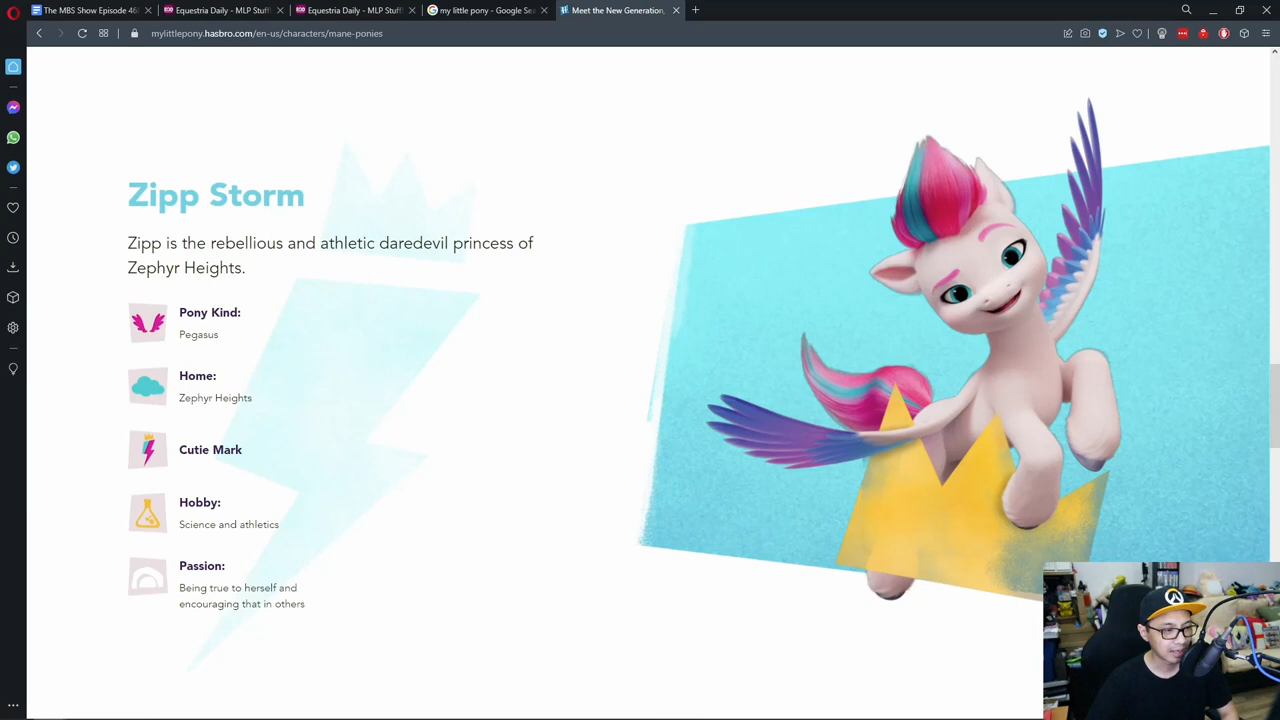 The MBS Show Episode 46
Equestria Daily - MLP Stuff
Equestria Daily - MLP Stuff
my little pony - Google Sea
Meet the New Generation,
mylittlepony.hasbro.com/en-us/characters/mane-ponies
Zipp Storm
Zipp is the rebellious and athletic daredevil princess of
Zephyr Heights.
Pony Kind:
Pegasus
Home:
Zephyr Heights
Cutie Mark
Hobby:
Science and athletics
Passion:
Being true to herself and
encouraging that in others